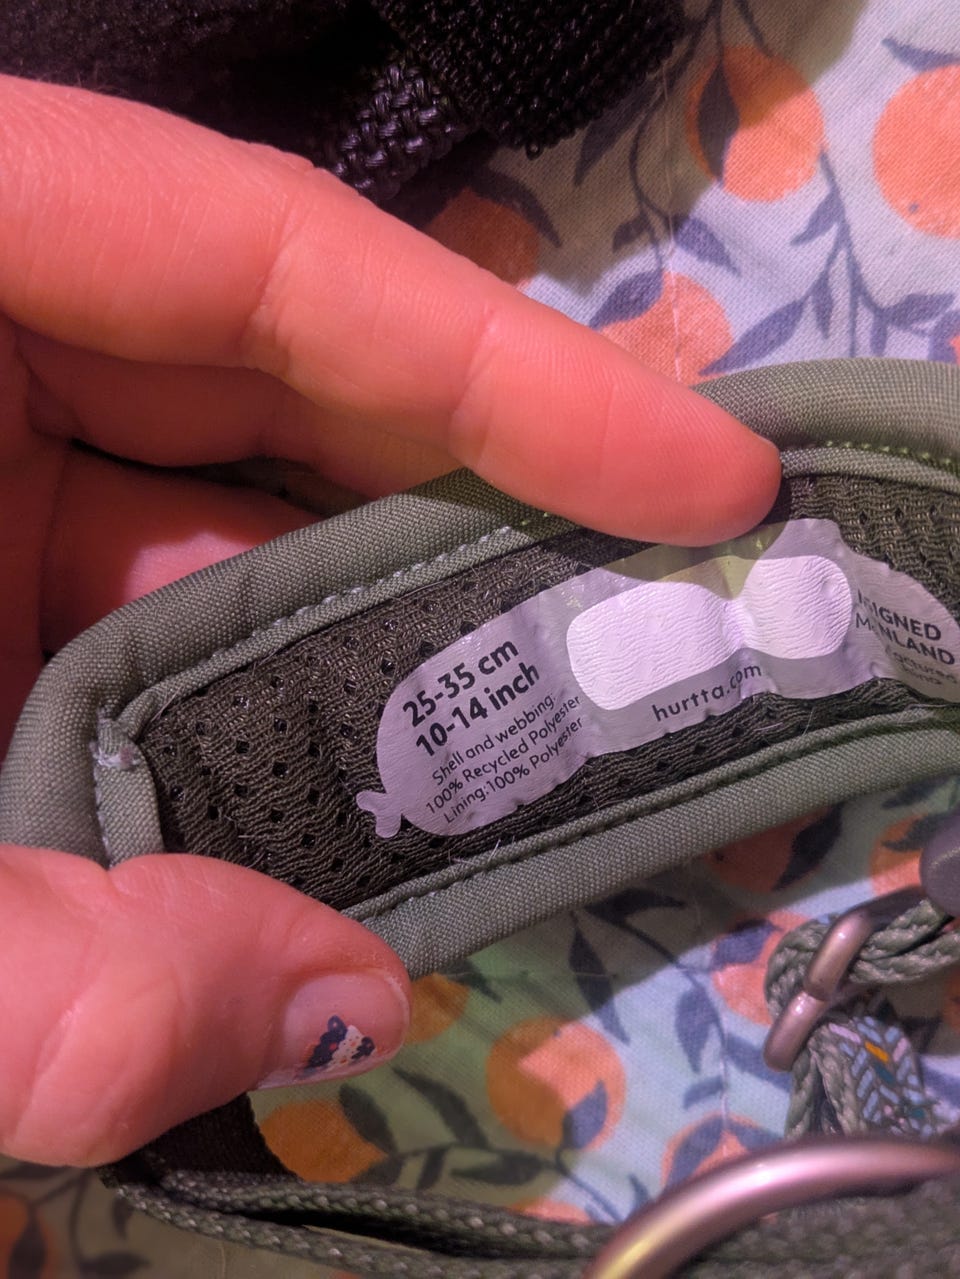 25-35 cm
10-14 inch
Shell and webbing:
100% Recycled Polyester
Lining:100% Polyester
hurtta.com